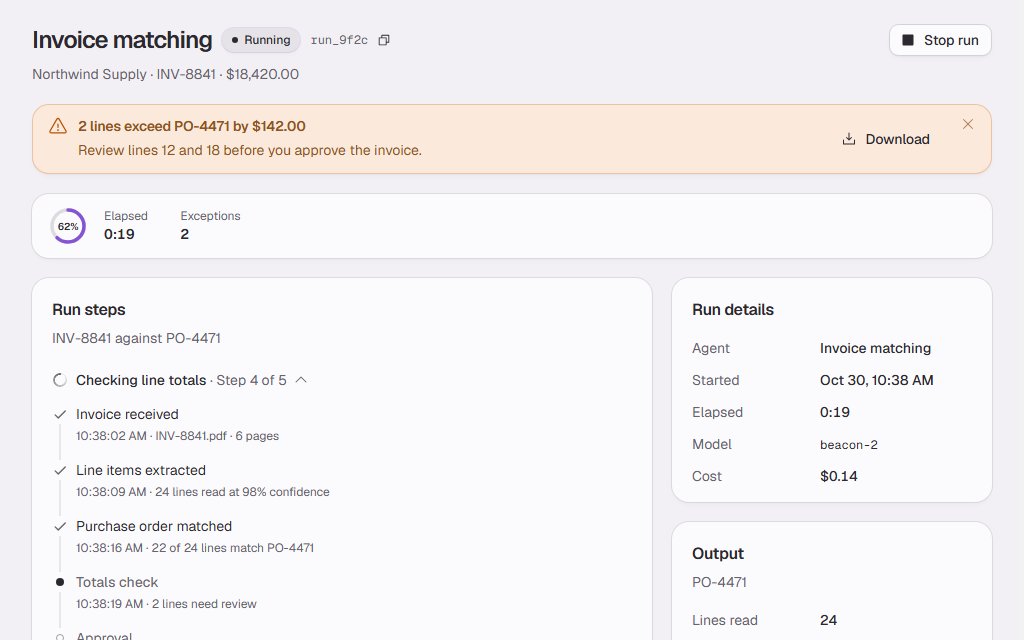 Invoice matching
Running
run_9f2c
Stop run
Northwind Supply · INV-8841 · $18,420.00
2 lines exceed PO-4471 by $142.00
Review lines 12 and 18 before you approve the invoice.
Download
62%
Elapsed
0:19
Exceptions
2
Run steps
INV-8841 against PO-4471
Checking line totals · Step 4 of 5
Invoice received
10:38:02 AM · INV-8841.pdf · 6 pages
Line items extracted
10:38:09 AM · 24 lines read at 98% confidence
Purchase order matched
10:38:16 AM · 22 of 24 lines match PO-4471
Totals check
10:38:19 AM · 2 lines need review
Approval
Run details
Agent Invoice matching
Started Oct 30, 10:38 AM
Elapsed 0:19
Model beacon-2
Cost $0.14
Output
PO-4471
Lines read 24